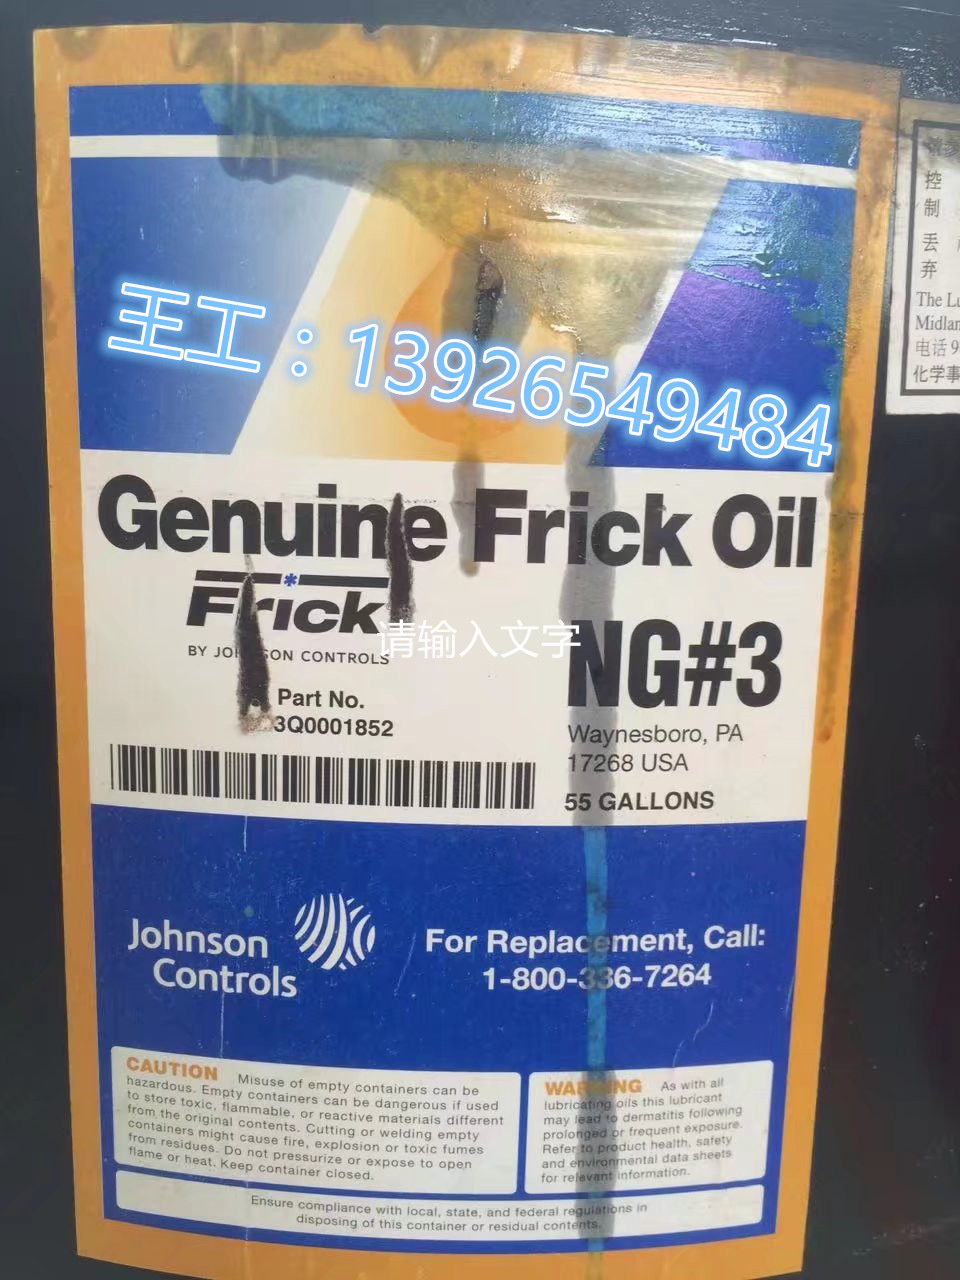 控
制
丢
弃
The Lu
Midlan
电话 9
化学事
王工：13926549484
Genuine Frick Oil
Frick
BY JOHNSON CONTROLS
请输入文字
NG#3
Part No.
3Q0001852
Waynesboro, PA
17268 USA
55 GALLONS
Johnson
Controls
For Replacement, Call:
1-800-336-7264
CAUTION Misuse of empty containers can be
hazardous. Empty containers can be dangerous if used
to store toxic, flammable, or reactive materials different
from the original contents. Cutting or welding empty
containers might cause fire, explosion or toxic fumes
from residues. Do not pressurize or expose to open
flame or heat. Keep container closed.
WARNING As with all
lubricating oils this lubricant
may lead to dermatitis following
prolonged or frequent exposure.
Refer to product health, safety
and environmental data sheets
for relevant information.
Ensure compliance with local, state, and federal regulations in
disposing of this container or residual contents.